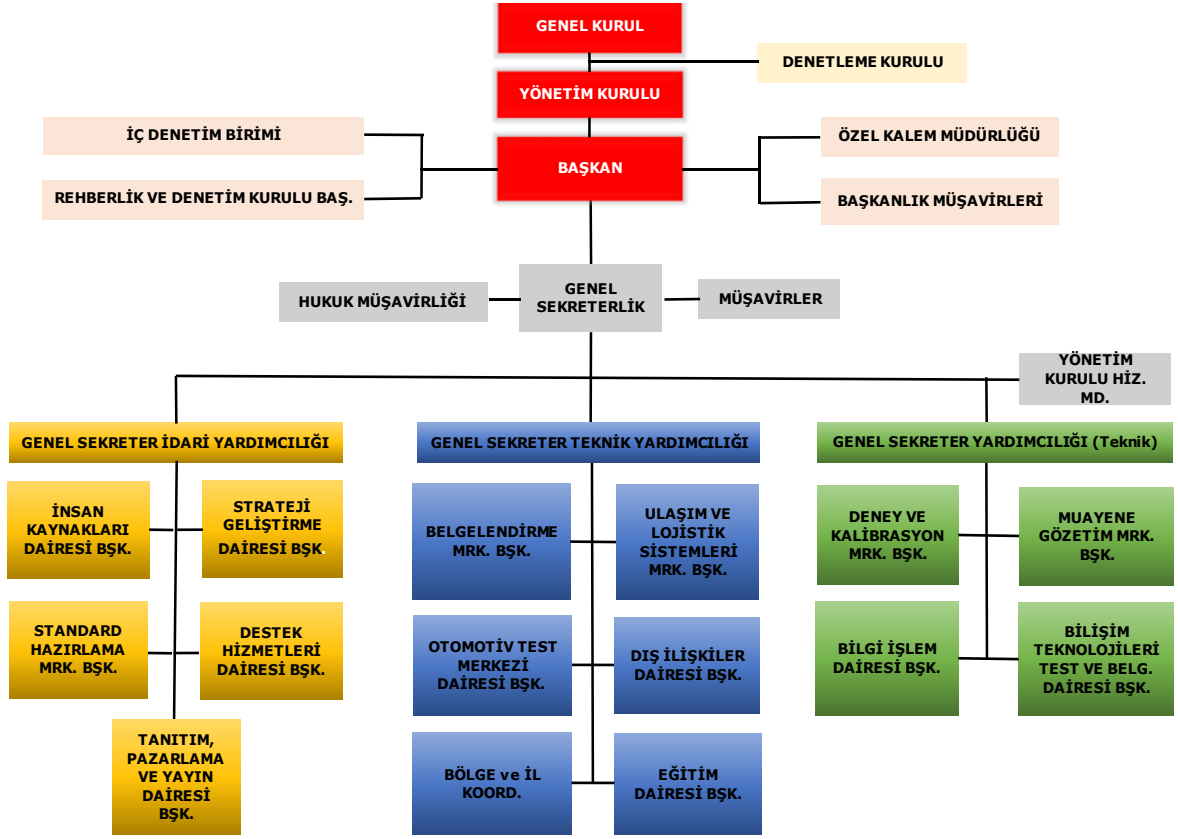 GENEL KURUL
DENETLEME KURULU
YÖNETİM KURULU
İÇ DENETİM BİRİMİ
ÖZEL KALEM MÜDÜRLÜĞÜ
BAŞKAN
REHBERLİK VE DENETİM KURULU BAŞ.
BAŞKANLIK MÜŞAVİRLERİ
HUKUK MÜŞAVİRLİĞİ
GENEL
SEKRETERLİK
MÜŞAVİRLER
YÖNETİM
KURULU HİZ.
MD.
GENEL SEKRETER İDARİ YARDIMCILIĞI
GENEL SEKRETER TEKNİK YARDIMCILIĞI
GENEL SEKRETER YARDIMCILIĞI (Teknik)
İNSAN
KAYNAKLARI
DAİRESİ BŞK.
STRATEJİ
GELİŞTİRME
DAİRESİ BŞK.
BELGELENDİRME
MRK. BŞK.
ULAŞIM VE
LOJİSTİK
SİSTEMLERİ
MRK. BŞK.
DENEY VE
KALİBRASYON
MRK. BŞK.
MUAYENE
GÖZETİM MRK.
BŞK.
STANDARD
HAZIRLAMA
MRK. BŞK.
DESTEK
HİZMETLERİ
DAİRESİ BŞK.
OTOMOTİV TEST
MERKEZİ
DAİRESİ BŞK.
DIŞ İLİŞKİLER
DAİRESİ BŞK.
BİLGİ İŞLEM
DAİRESİ BŞK.
BİLİŞİM
TEKNOLOJİLERİ
TEST VE BELG.
DAİRESİ BŞK.
TANITIM,
PAZARLAMA
VE YAYIN
DAİRESİ
BŞK.
BÖLGE ve İL
KOORD.
EĞİTİM
DAİRESİ BŞK.